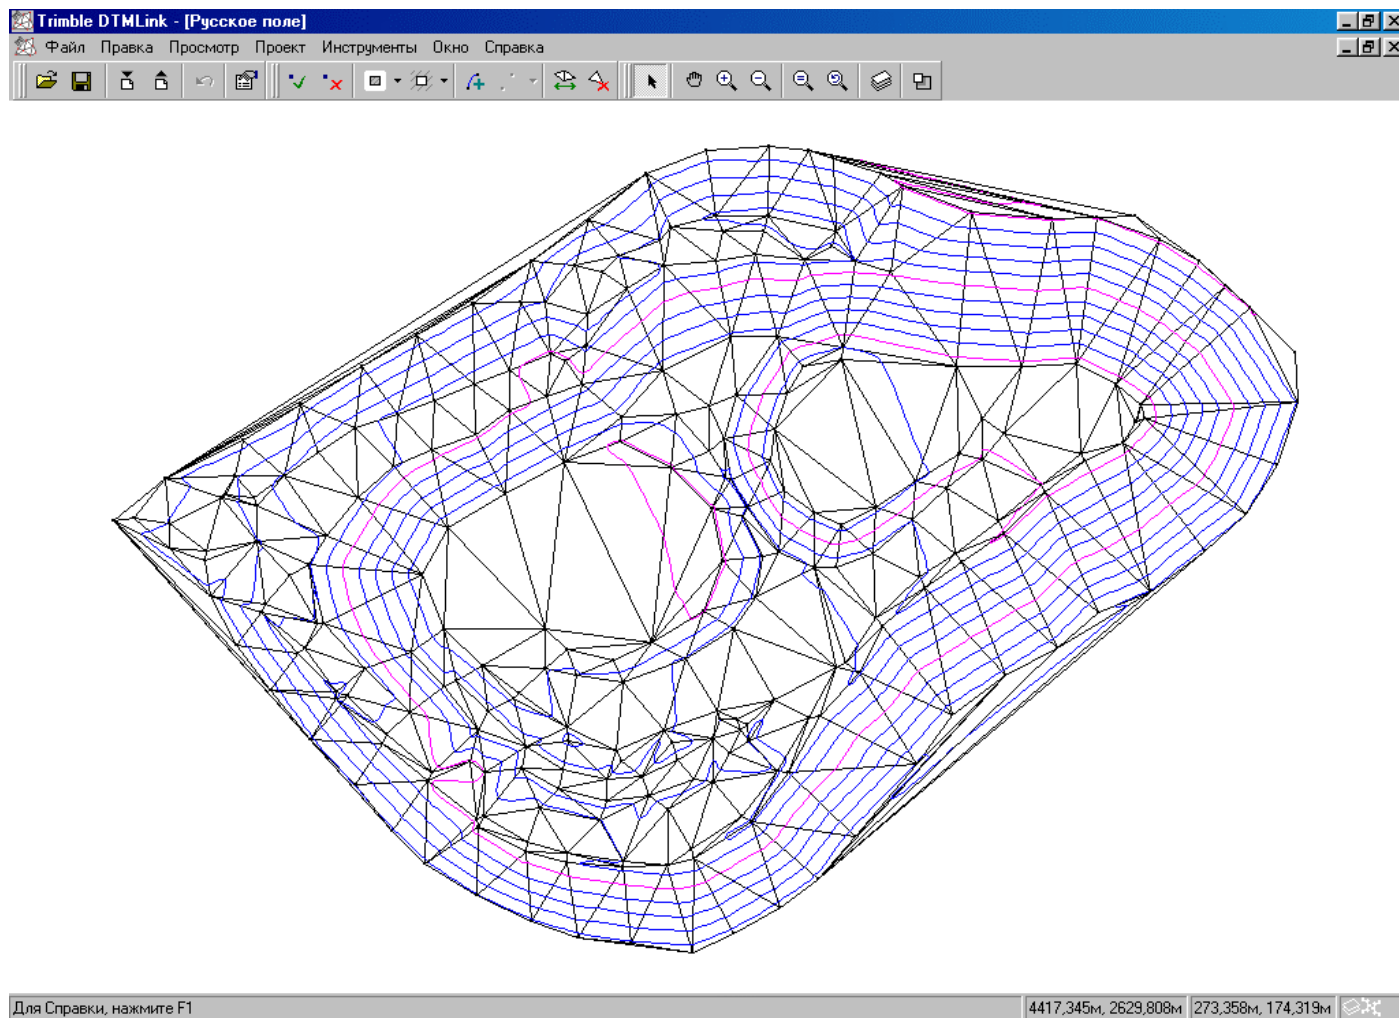 Trimble DTMLink - [Русское поле]
Файл Правка Просмотр Проект Инструменты Окно Справка
Для Справки, нажмите F1 4417,345м, 2629,808м 273,358м, 174,319м